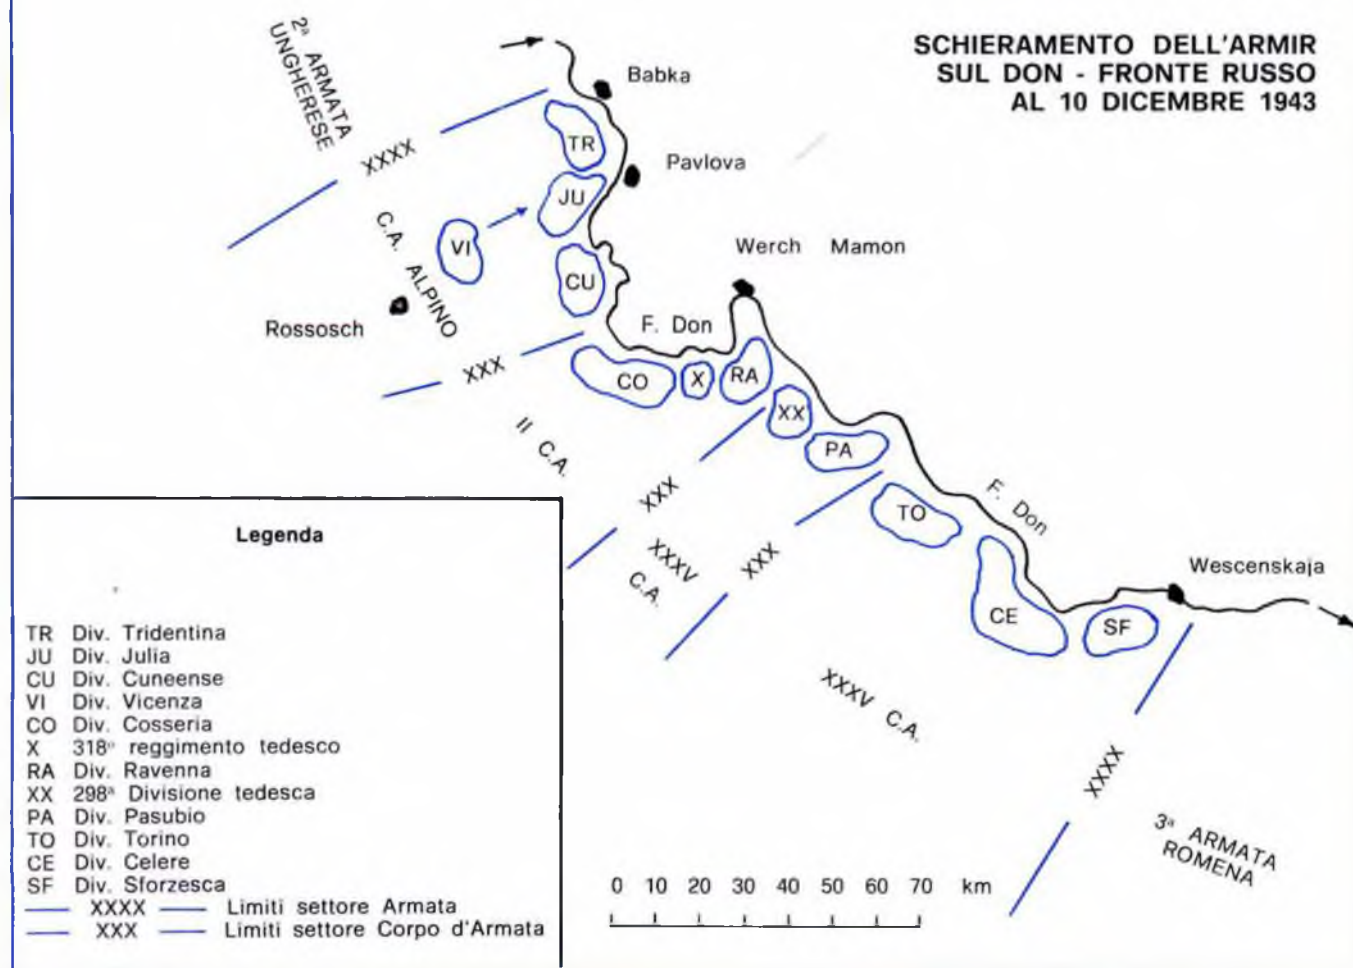 SCHIERAMENTO DELL'ARMIR
SUL DON - FRONTE RUSSO
AL 10 DICEMBRE 1943
2ª ARMATA
UNGHERESE
Babka
XXXX
TR
Pavlova
JU
C.A. ALPINO
VI
Werch Mamon
CU
Rossosch
F. Don
XXX
CO
X
RA
XX
II C.A.
PA
XXX
F. Don
TO
XXXV
C.A.
XXX
Wescenskaja
CE
SF
XXXV C.A.
XXXX
3ª ARMATA
ROMENA
0 10 20 30 40 50 60 70 km
Legenda
TR Div. Tridentina
JU Div. Julia
CU Div. Cuneense
VI Div. Vicenza
CO Div. Cosseria
X 318º reggimento tedesco
RA Div. Ravenna
XX 298ª Divisione tedesca
PA Div. Pasubio
TO Div. Torino
CE Div. Celere
SF Div. Sforzesca
XXXX Limiti settore Armata
XXX Limiti settore Corpo d'Armata